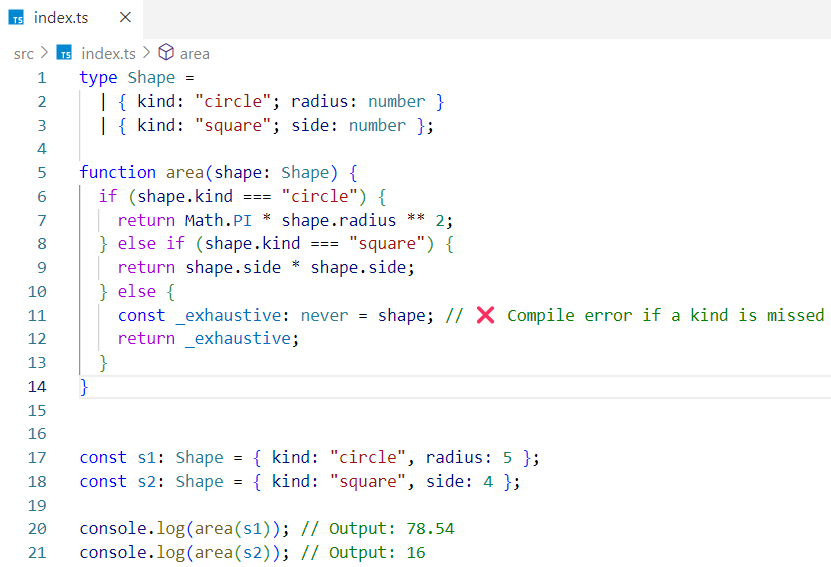 TS index.ts ×
src > TS index.ts > area
1 type Shape =
2   | { kind: "circle"; radius: number }
3   | { kind: "square"; side: number };
4
5 function area(shape: Shape) {
6   if (shape.kind === "circle") {
7     return Math.PI * shape.radius ** 2;
8   } else if (shape.kind === "square") {
9     return shape.side * shape.side;
10   } else {
11     const _exhaustive: never = shape; // ❌ Compile error if a kind is missed
12     return _exhaustive;
13   }
14 }
15
16
17 const s1: Shape = { kind: "circle", radius: 5 };
18 const s2: Shape = { kind: "square", side: 4 };
19
20 console.log(area(s1)); // Output: 78.54
21 console.log(area(s2)); // Output: 16